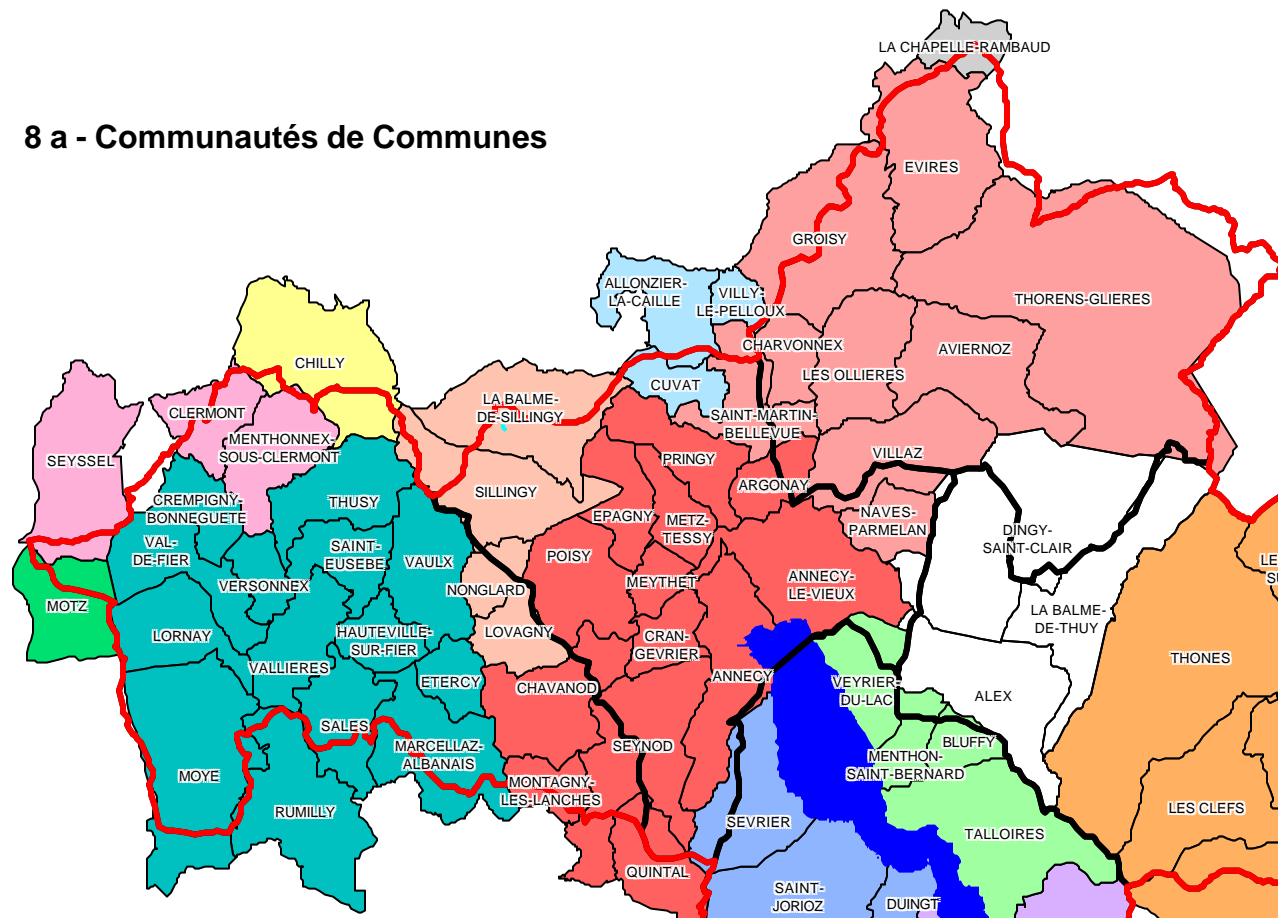 LA CHAPELLE-RAMBAUD
8 a - Communautés de Communes
EVIRES
GROISY
ALLONZIER-
LA-CAILLE
VILLY-
LE-PELLOUX
THORENS-GLIERES
CHARVONNEX
AVIERNOZ
CHILLY
LES OLLIERES
CUVAT
LA BALME-
DE-SILLINGY
CLERMONT
SAINT-MARTIN-
BELLEVUE
MENTHONNEX-
SOUS-CLERMONT
SEYSSEL
PRINGY
VILLAZ
ARGONAY
SILLINGY
CREMPIGNY-
BONNEGUETE
THUSY
NAVES-
PARMELAN
EPAGNY
METZ-
TESSY
DINGY-
SAINT-CLAIR
VAL-
DE-FIER
SAINT-
EUSEBE
VAULX
POISY
LE
S
VERSONNEX
NONGLARD
MEYTHET
ANNECY-
LE-VIEUX
MOTZ
LA BALME-
DE-THUY
LORNAY
HAUTEVILLE-
SUR-FIER
LOVAGNY
CRAN-
GEVRIER
THONES
VALLIERES
ETERCY
CHAVANOD
ANNECY
VEYRIER-
DU-LAC
ALEX
SALES
SEYNOD
BLUFFY
MARCELLAZ-
ALBANAIS
MENTHON-
SAINT-BERNARD
MOYE
MONTAGNY-
LES-LANCHES
RUMILLY
LES CLEFS
SEVRIER
TALLOIRES
QUINTAL
SAINT-
JORIOZ
DUINGT